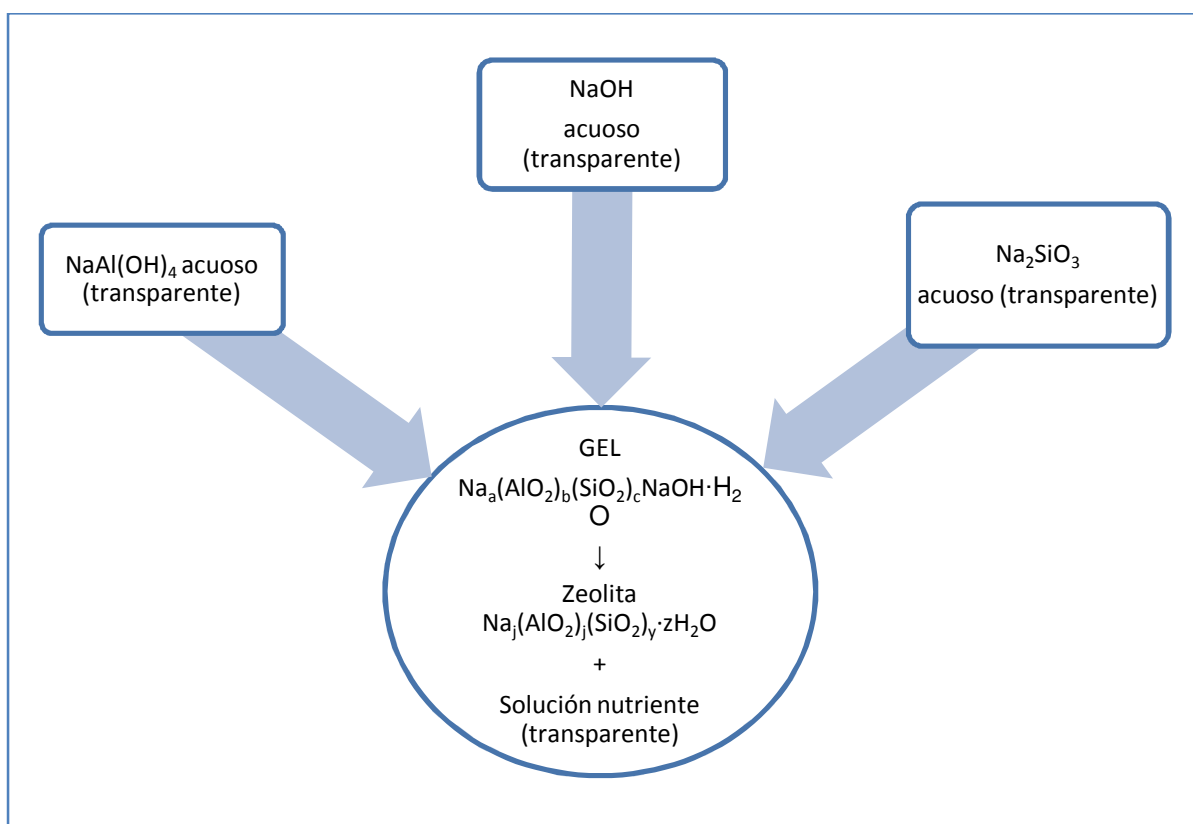 NaOH
acuoso
(transparente)
NaAl(OH)₄ acuoso
(transparente)
Na₂SiO₃
acuoso (transparente)
GEL
Naₐ(AlO₂)b(SiO₂)cNaOH·H₂
O
↓
Zeolita
Naⱼ(AlO₂)ⱼ(SiO₂)y·zH₂O
+
Solución nutriente
(transparente)